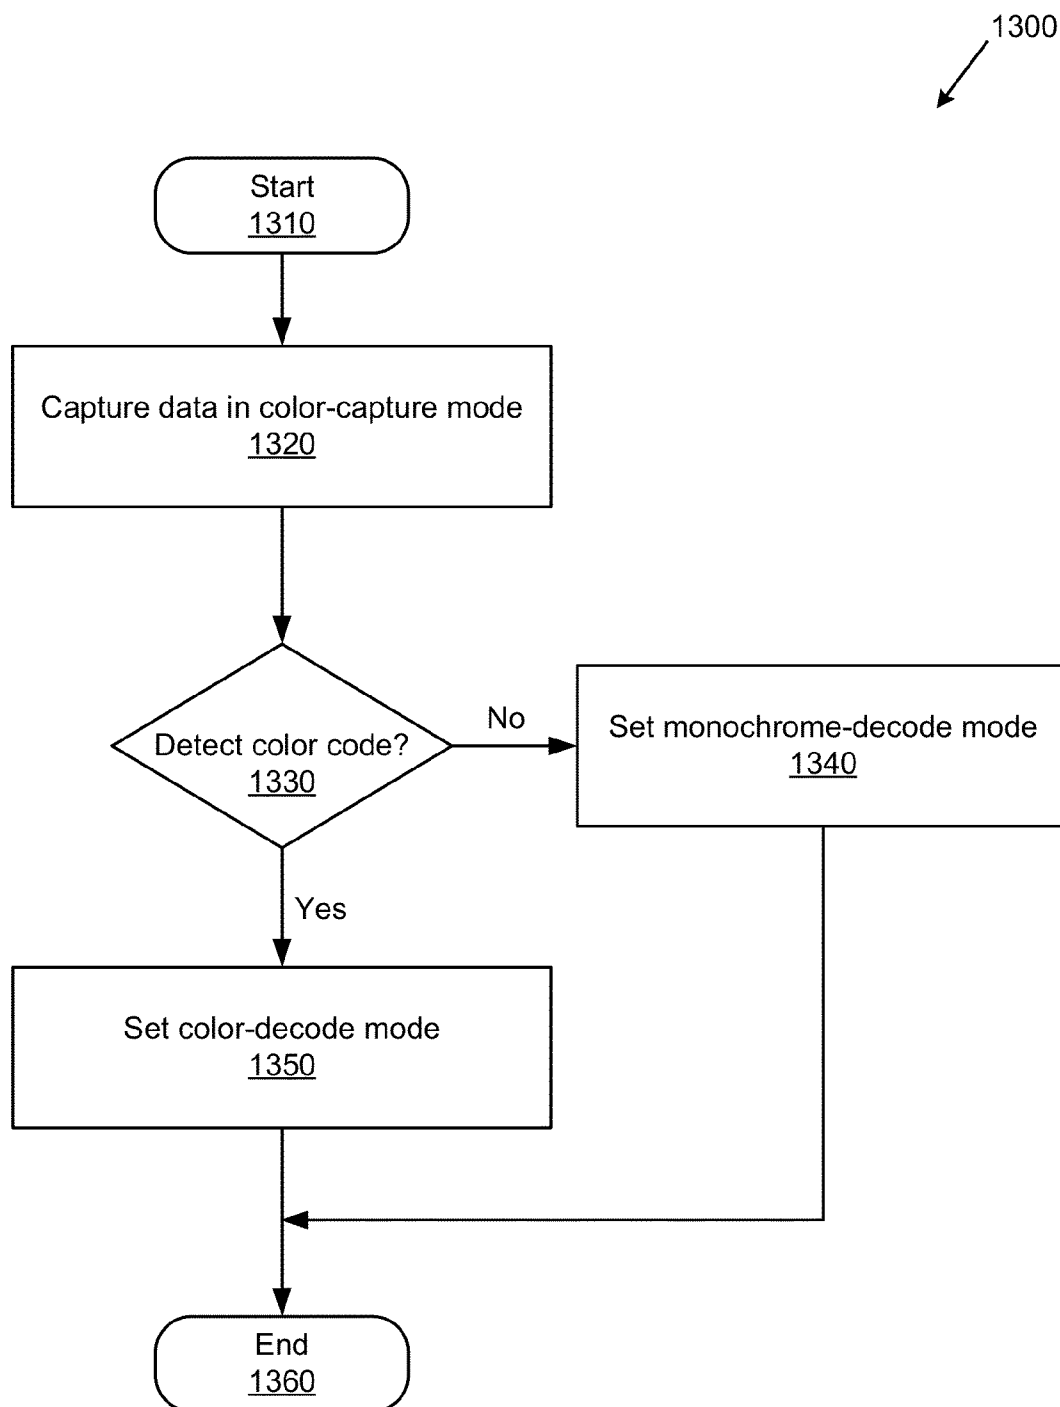 1300
Start
1310
Capture data in color-capture mode
1320
Detect color code?
1330
No
Set monochrome-decode mode
1340
Yes
Set color-decode mode
1350
End
1360